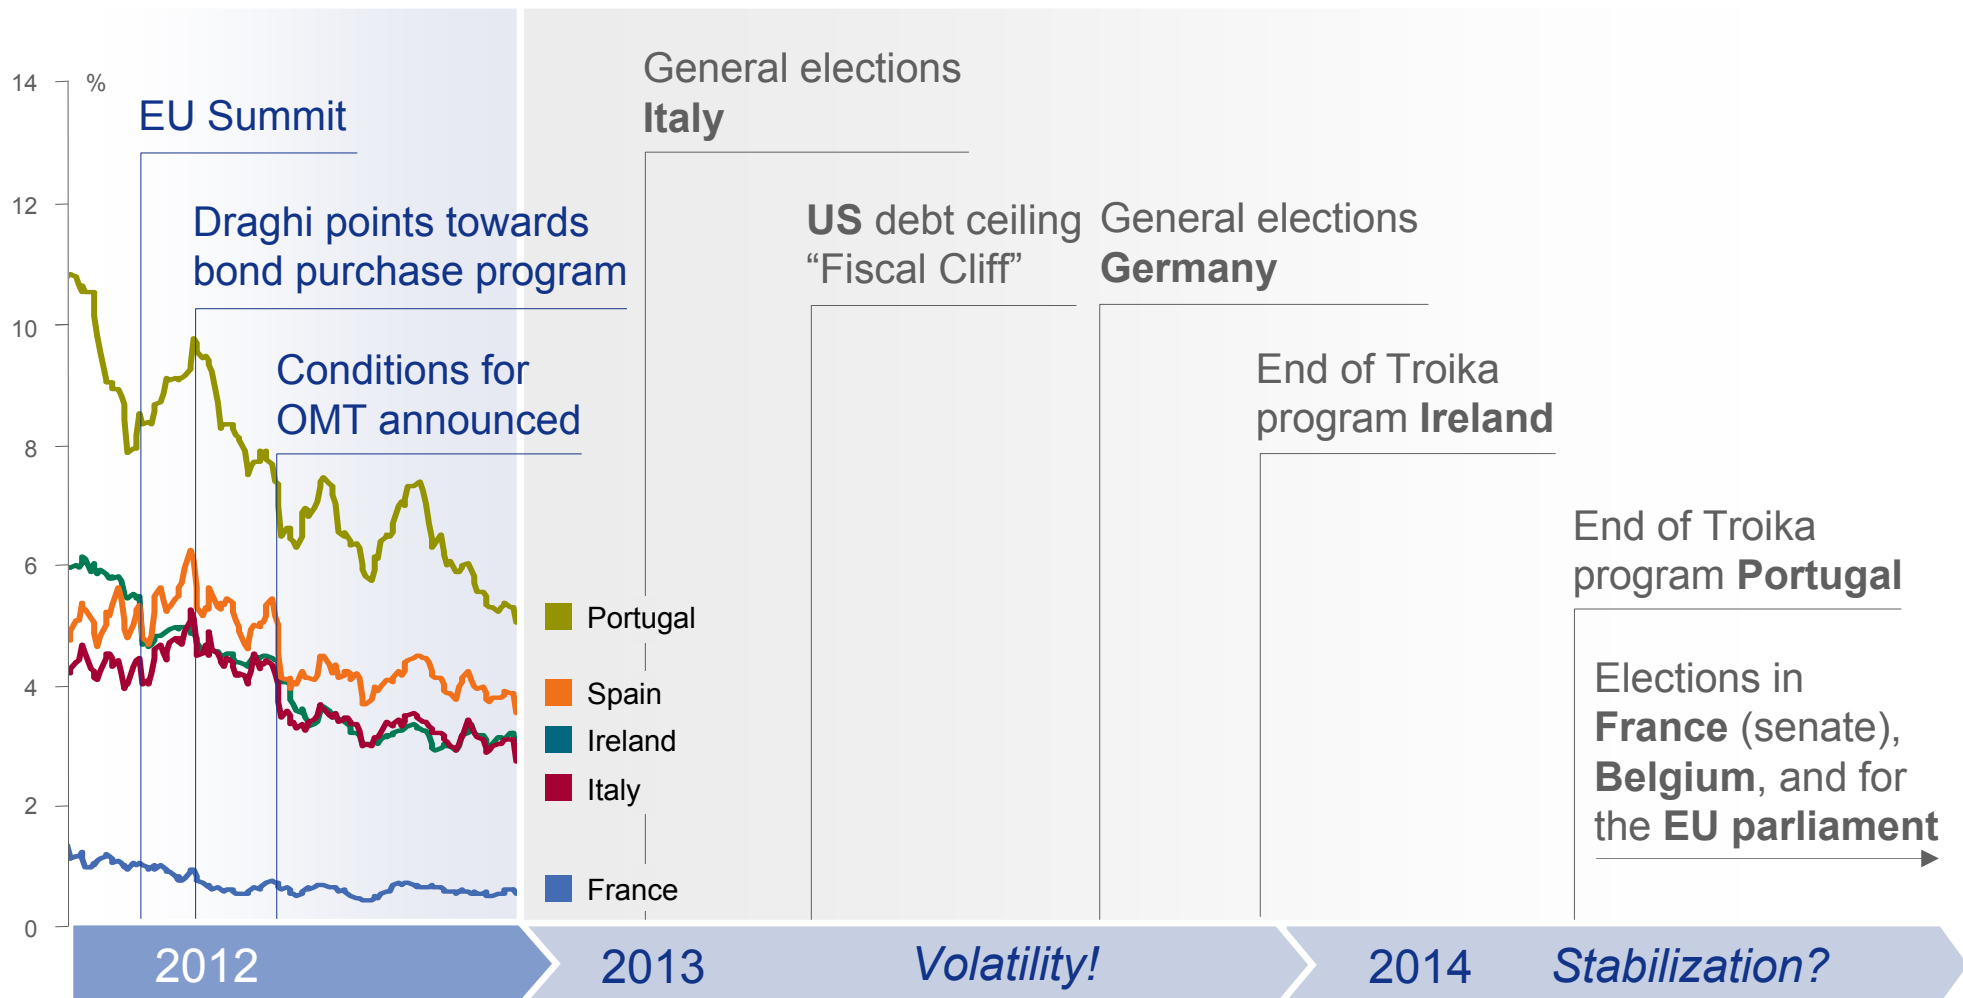 14
%
12
10
8
6
4
2
0
EU Summit
Draghi points towards
bond purchase program
Conditions for
OMT announced
General elections
Italy
US debt ceiling
“Fiscal Cliff”
General elections
Germany
End of Troika
program Ireland
End of Troika
program Portugal
Elections in
France (senate),
Belgium, and for
the EU parliament
Portugal
Spain
Ireland
Italy
France
2012
2013
Volatility!
2014
Stabilization?